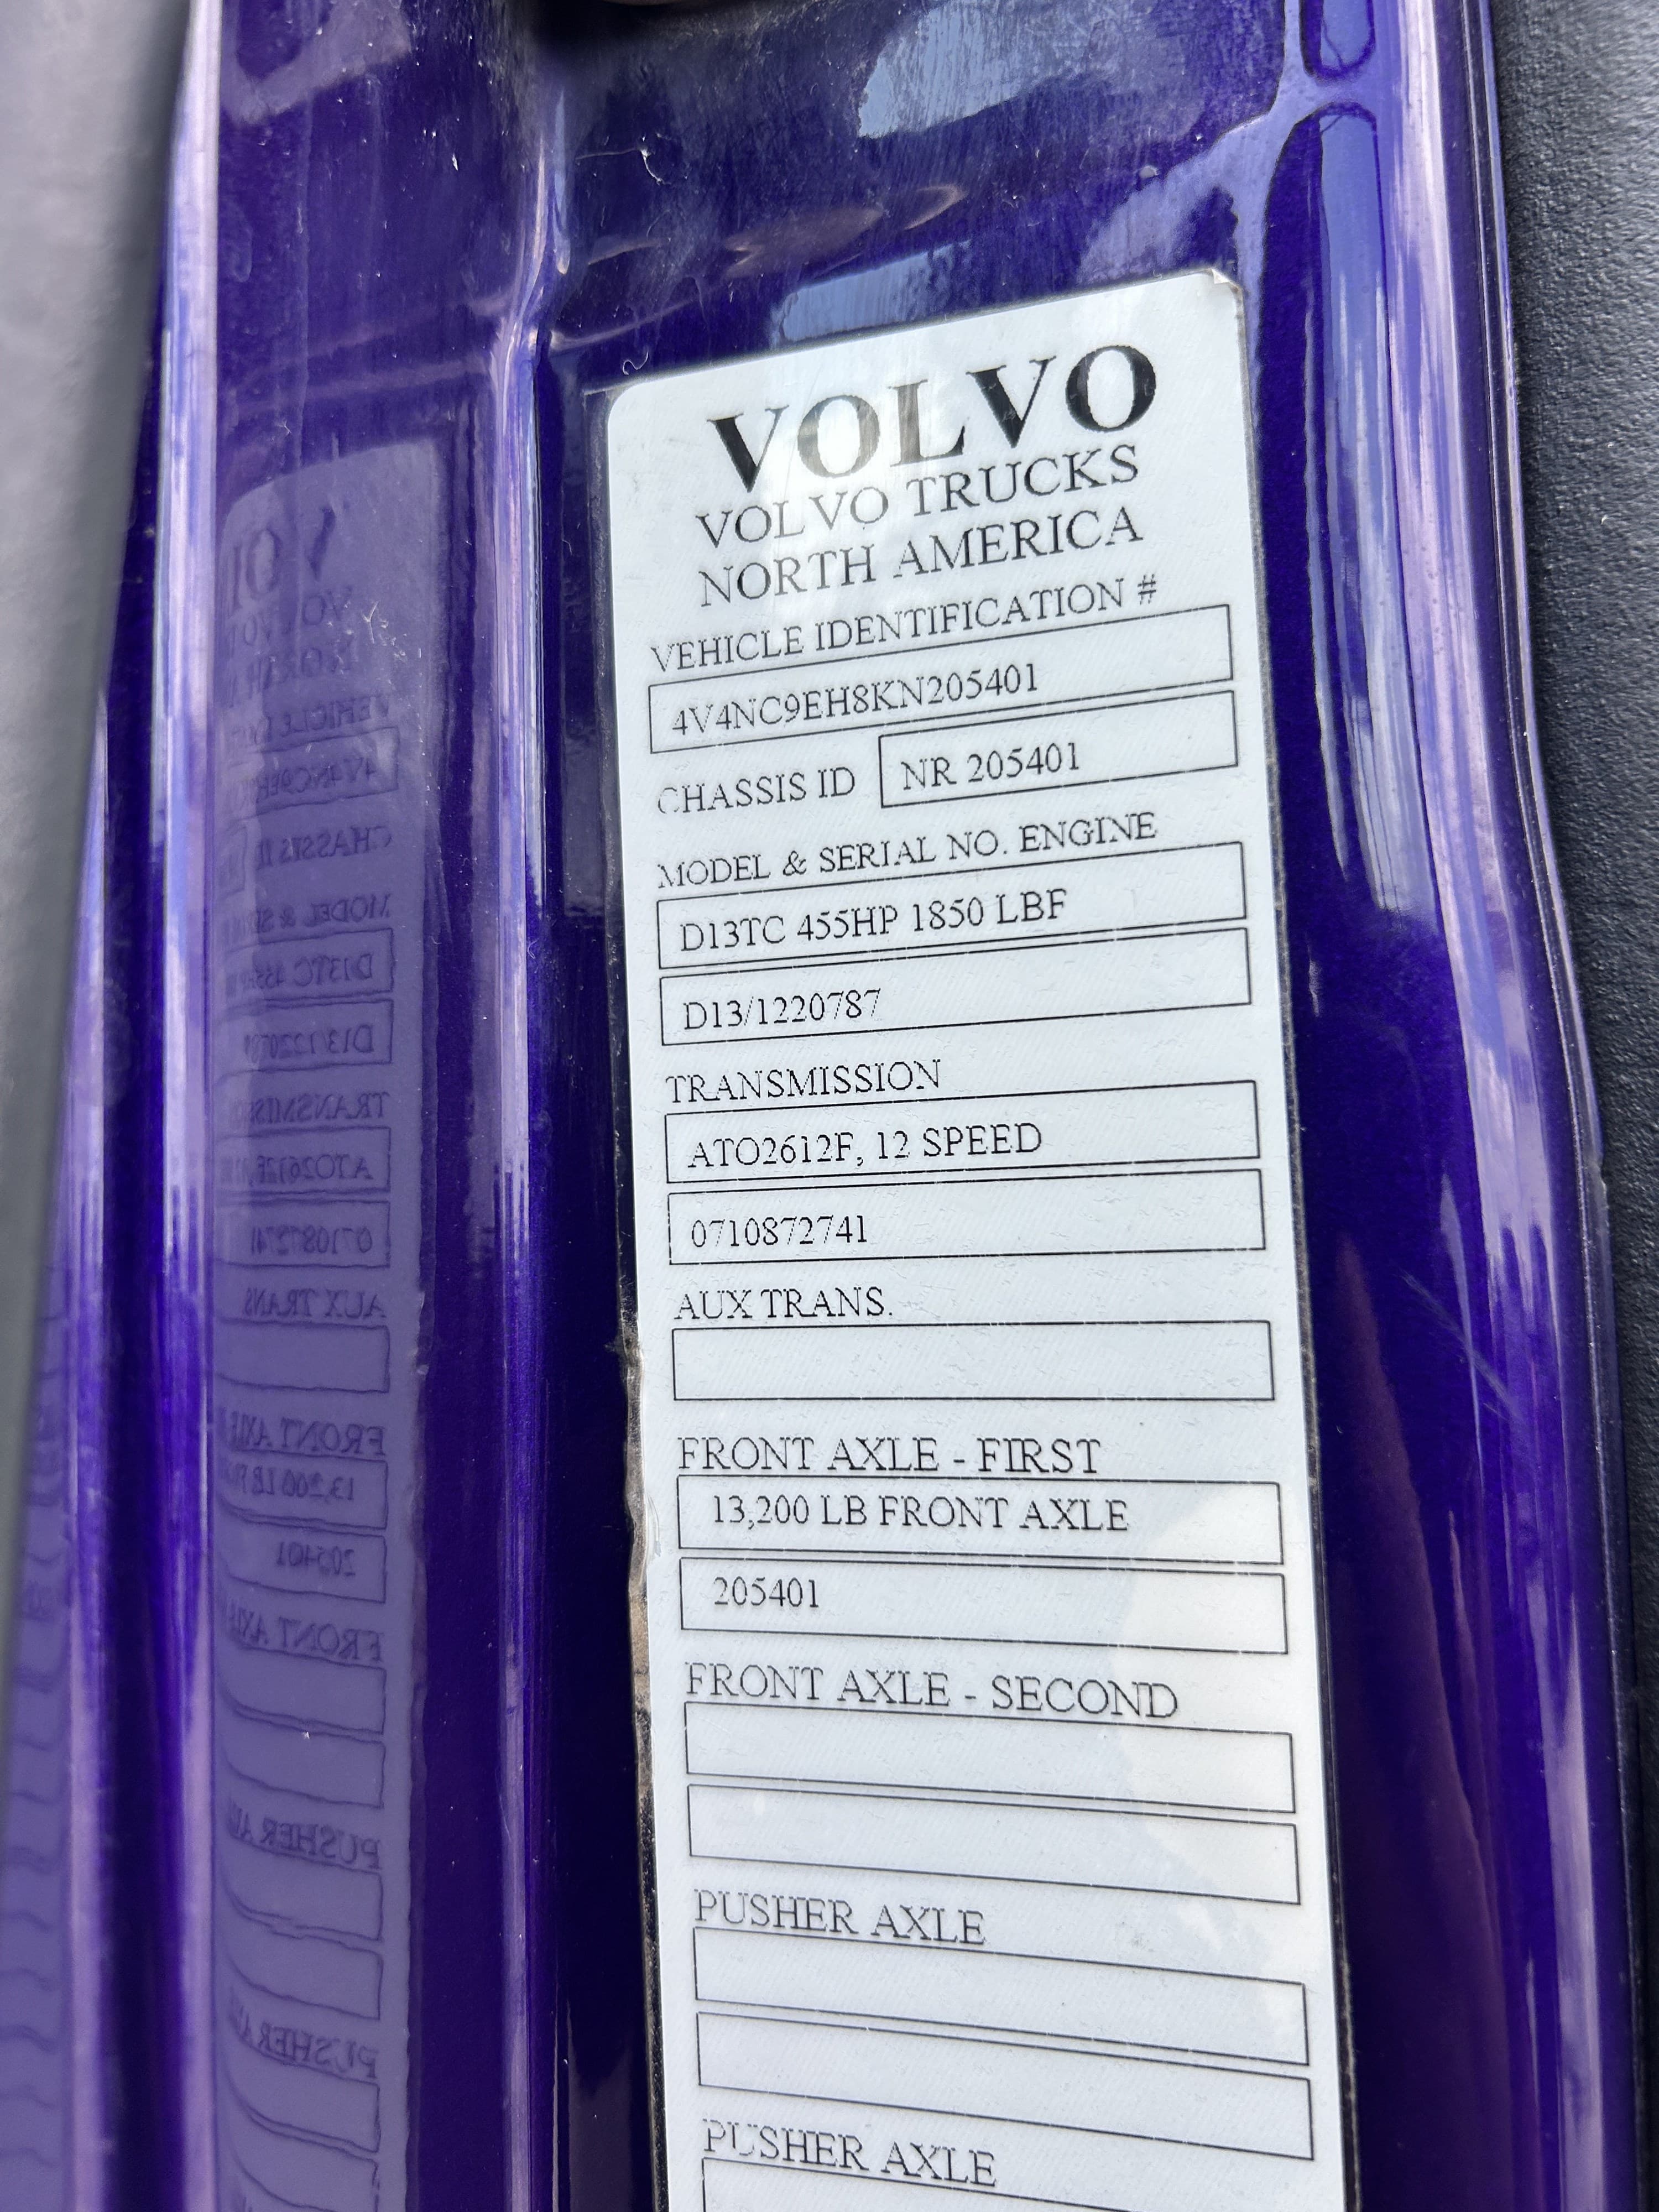 VOLVO
VOLVO TRUCKS
NORTH AMERICA
VEHICLE IDENTIFICATION #
4V4NC9EH8KN205401
CHASSIS ID NR 205401
MODEL & SERIAL NO. ENGINE
D13TC 455HP 1850 LBF
D13/1220787
TRANSMISSION
ATO2612F, 12 SPEED
0710872741
AUX TRANS.
FRONT AXLE - FIRST
13,200 LB FRONT AXLE
205401
FRONT AXLE - SECOND
PUSHER AXLE
PUSHER AXLE